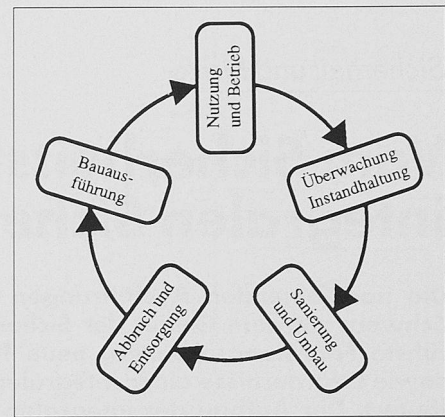 Nutzung
und Betrieb
Überwachung
Instandhaltung
Sanierung
und Umbau
Abbruch und
Entsorgung
Bauaus-
führung